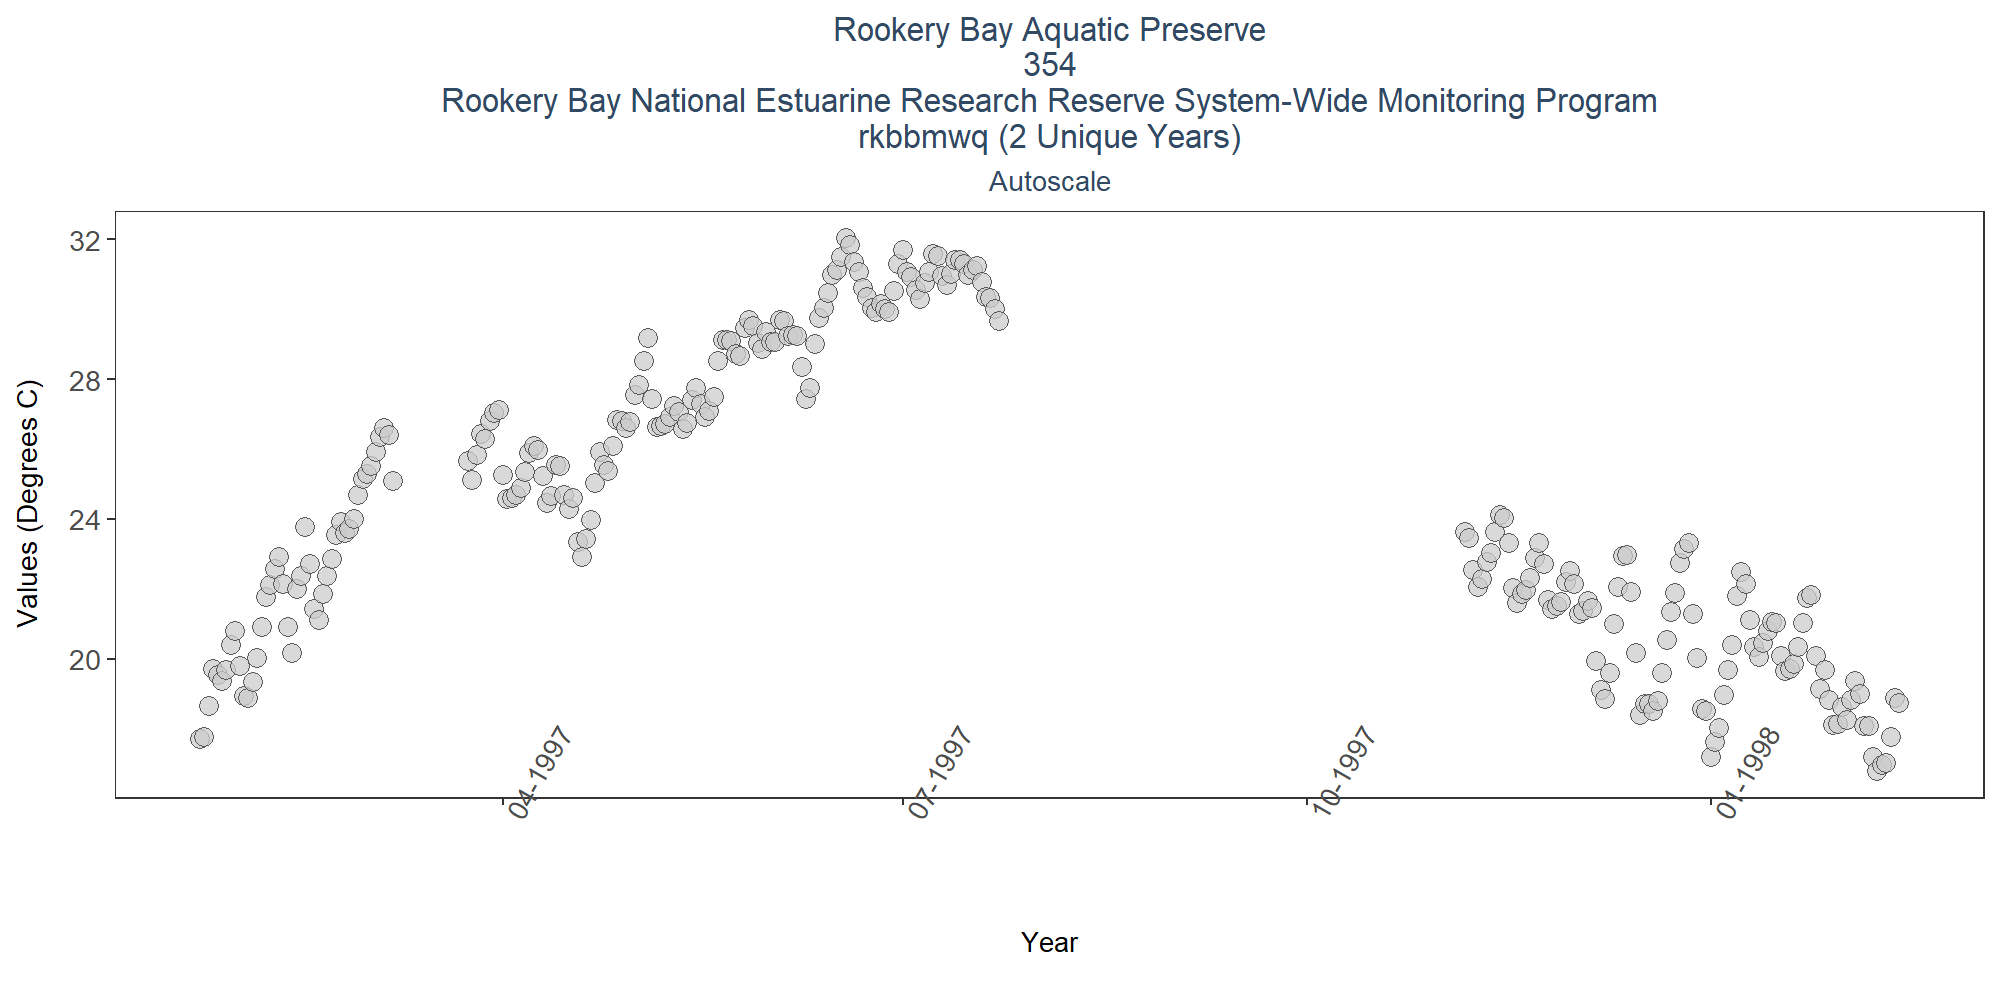 Rookery Bay Aquatic Preserve
354
Rookery Bay National Estuarine Research Reserve System-Wide Monitoring Program
rkbbmwq (2 Unique Years)
Autoscale
Values (Degrees C)
32
28
24
20
04-1997
07-1997
10-1997
01-1998
Year